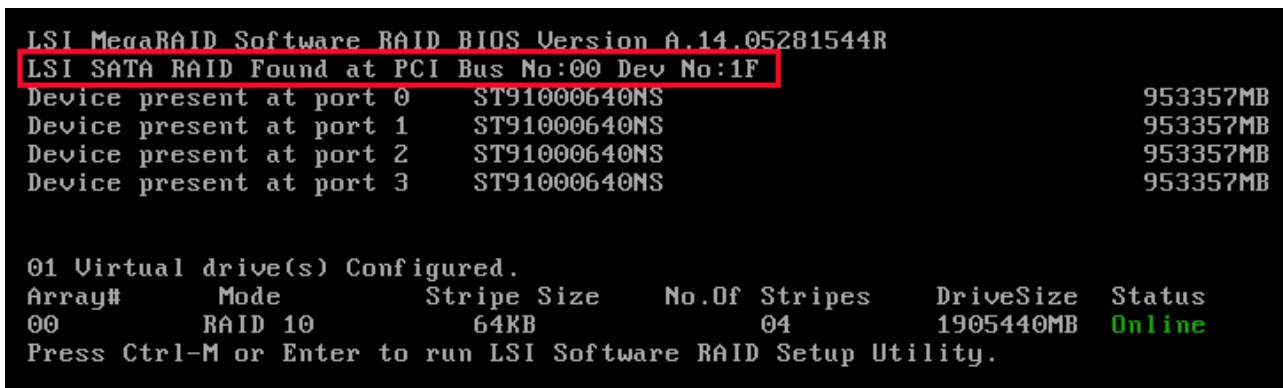 LSI MegaRAID Software RAID BIOS Version A.14.05281544R
LSI SATA RAID Found at PCI Bus No:00 Dev No:1F
Device present at port 0 ST91000640NS 953357MB
Device present at port 1 ST91000640NS 953357MB
Device present at port 2 ST91000640NS 953357MB
Device present at port 3 ST91000640NS 953357MB
01 Virtual drive(s) Configured.
Array# Mode Stripe Size No.Of Stripes DriveSize Status
00 RAID 10 64KB 04 1905440MB Online
Press Ctrl-M or Enter to run LSI Software RAID Setup Utility.